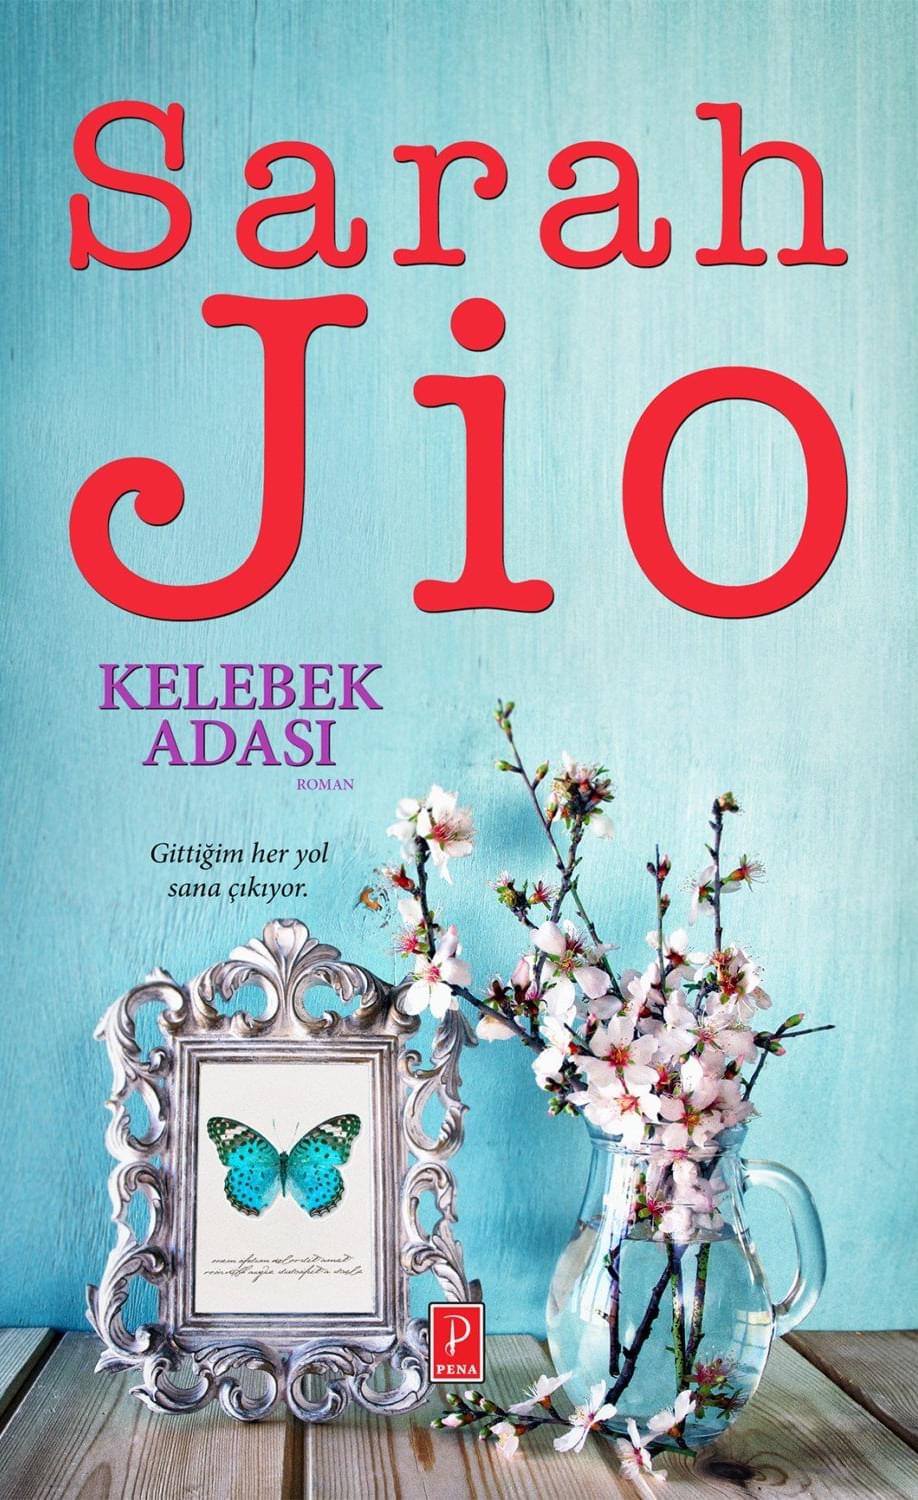 Sarah
Jio
KELEBEK
ADASI
ROMAN
Gittiğim her yol
sana çıkıyor.
P
PENA